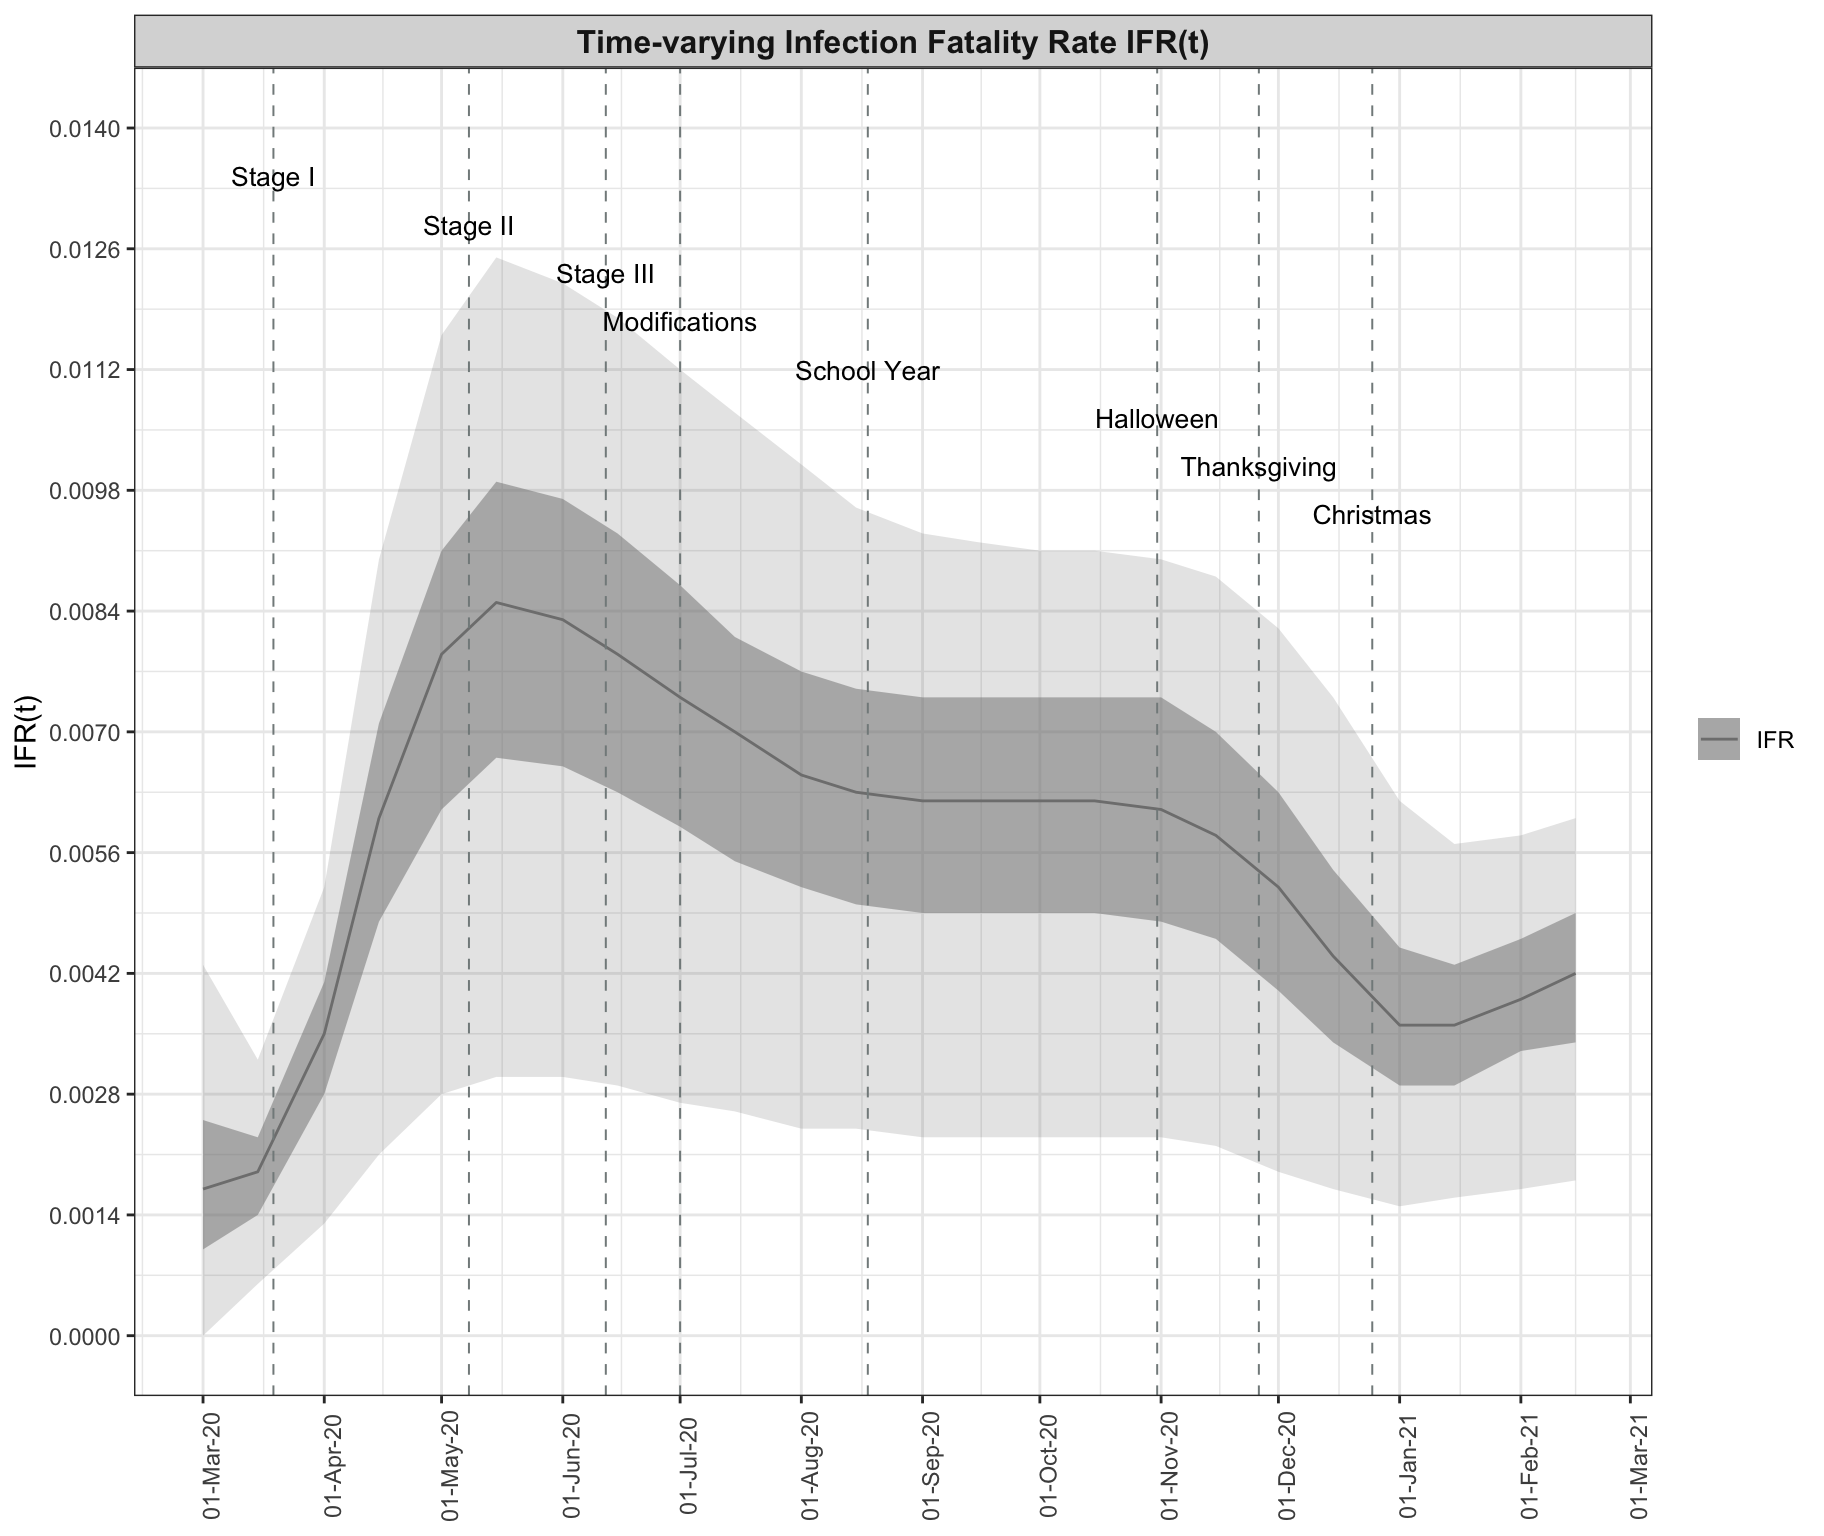 Time-varying Infection Fatality Rate IFR(t)
0.0140
Stage I
Stage II
0.0126
Stage III
Modifications
0.0112
School Year
Halloween
Thanksgiving
0.0098
Christmas
0.0084
0.0070
IFR(t)
IFR
0.0056
0.0042
0.0028
0.0014
0.0000
01-Mar-20
01-Apr-20
01-May-20
01-Jun-20
01-Jul-20
01-Aug-20
01-Sep-20
01-Oct-20
01-Nov-20
01-Dec-20
01-Jan-21
01-Feb-21
01-Mar-21